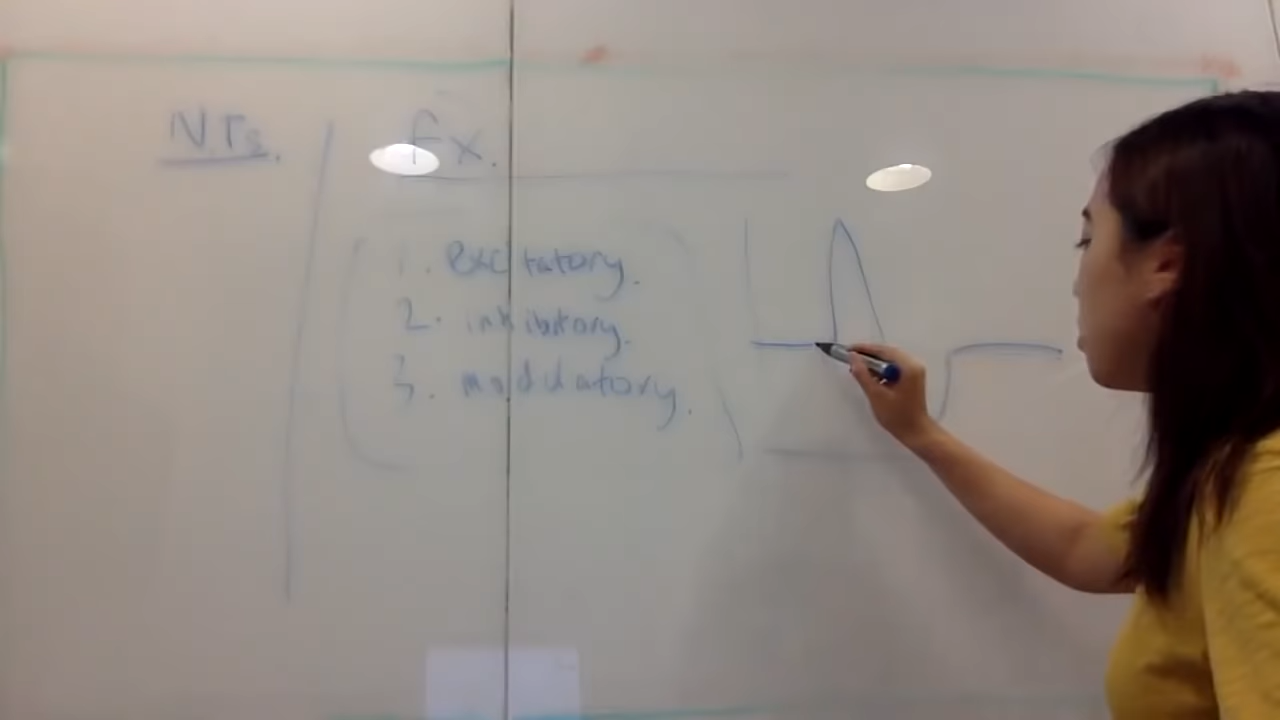 NTs.
fx.
1. excitatory.
2. inhibitory.
3. modulatory.